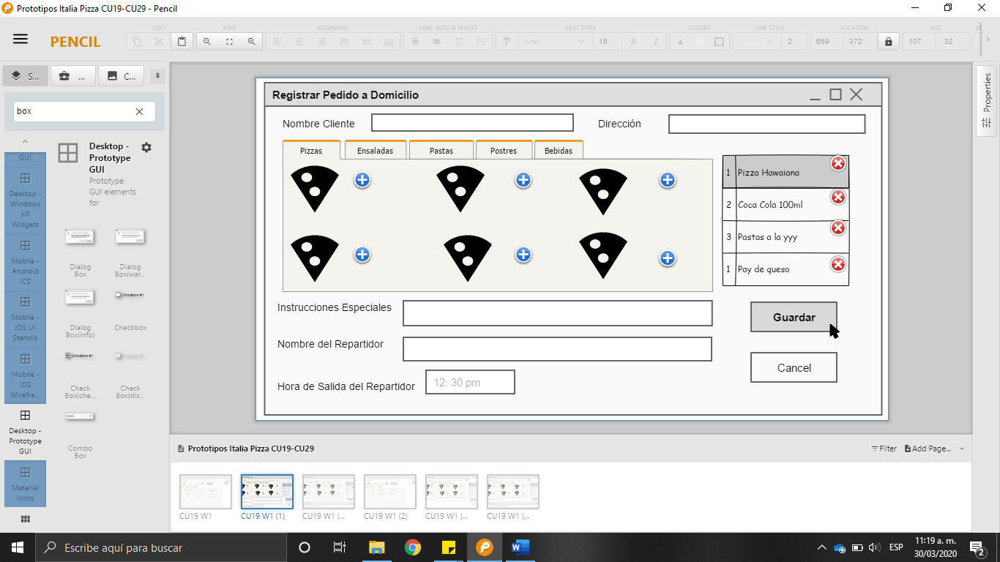 Prototipos Italia Pizza CU19-CU29 - Pencil
PENCIL
EDIT
100%
ALIGNMENT
SAME SIZES & SPACES
TEXT STYLE
Arial
15
B
I
COLORS
A
LINE STYLE
2
LOCATION
659
372
SIZE
107
32
S...
...
C...
box
GUI
Desktop -
Windows
XP
Widgets
Mobile -
Android
ICS
Mobile -
iOS UI
Stencils
Mobile -
iOS
Wirefra...
Desktop -
Prototype
GUI
Material
Icons
Desktop -
Prototype
GUI
Prototype
GUI elements
for
Dialog
Box
Dialog
Box(war...
Dialog
Box(info)
Checkbox #1
Checkbox
Checkbox #1
Check
Box(che...
Check
Box(dis...
Combo
Box
Registrar Pedido a Domicilio
Nombre Cliente
Dirección
Pizzas
Ensaladas
Pastas
Postres
Bebidas
1 Pizza Hawaiana
2 Coca Cola 100ml
3 Pastas a la yyy
1 Pay de queso
Instrucciones Especiales
Nombre del Repartidor
Hora de Salida del Repartidor
12: 30 pm
Guardar
Cancel
Properties
Prototipos Italia Pizza CU19-CU29
Filter
Add Page...
CU19 W1
CU19 W1 (1)
CU19 W1 (...
CU19 W1 (2)
CU19 W1 (...
CU19 W1 (...
Escribe aquí para buscar
ESP
11:19 a. m.
30/03/2020
2